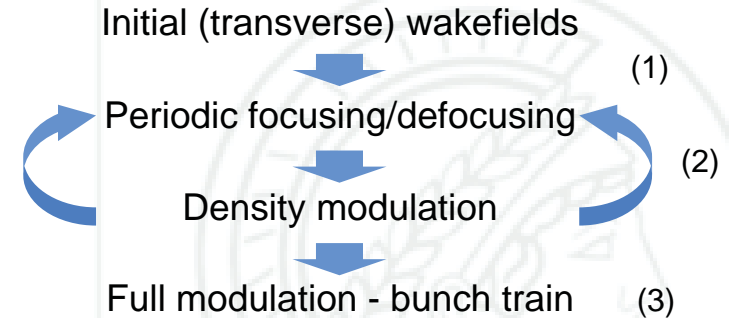 Initial (transverse) wakefields
(1)
Periodic focusing/defocusing
(2)
Density modulation
Full modulation - bunch train (3)